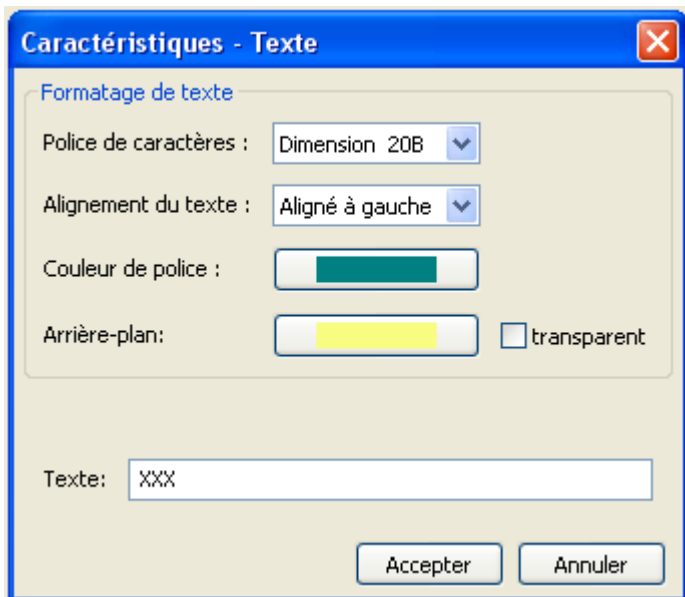 Caractéristiques - Texte
Formatage de texte
Police de caractères : Dimension 20B
Alignement du texte : Aligné à gauche
Couleur de police :
Arrière-plan: transparent
Texte: XXX
Accepter Annuler